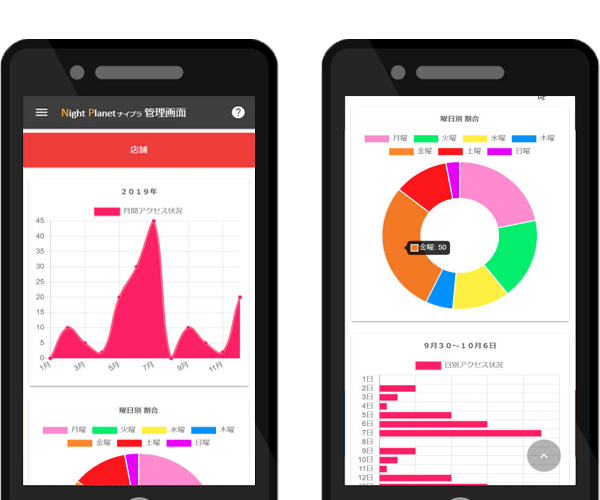 Night Planet ナイプラ 管理画面
?
店舗
2019年
月間アクセス状況
45
40
35
30
25
20
15
10
5
0
1月
3月
5月
7月
9月
11月
曜日別 割合
月曜 火曜 水曜 木曜
金曜 土曜 日曜
曜日別 割合
月曜 火曜 水曜 木曜
金曜 土曜 日曜
金曜: 50
9月30〜10月6日
日別アクセス状況
1日
2日
3日
4日
5日
6日
7日
8日
9日
10日
11日
12日
13日